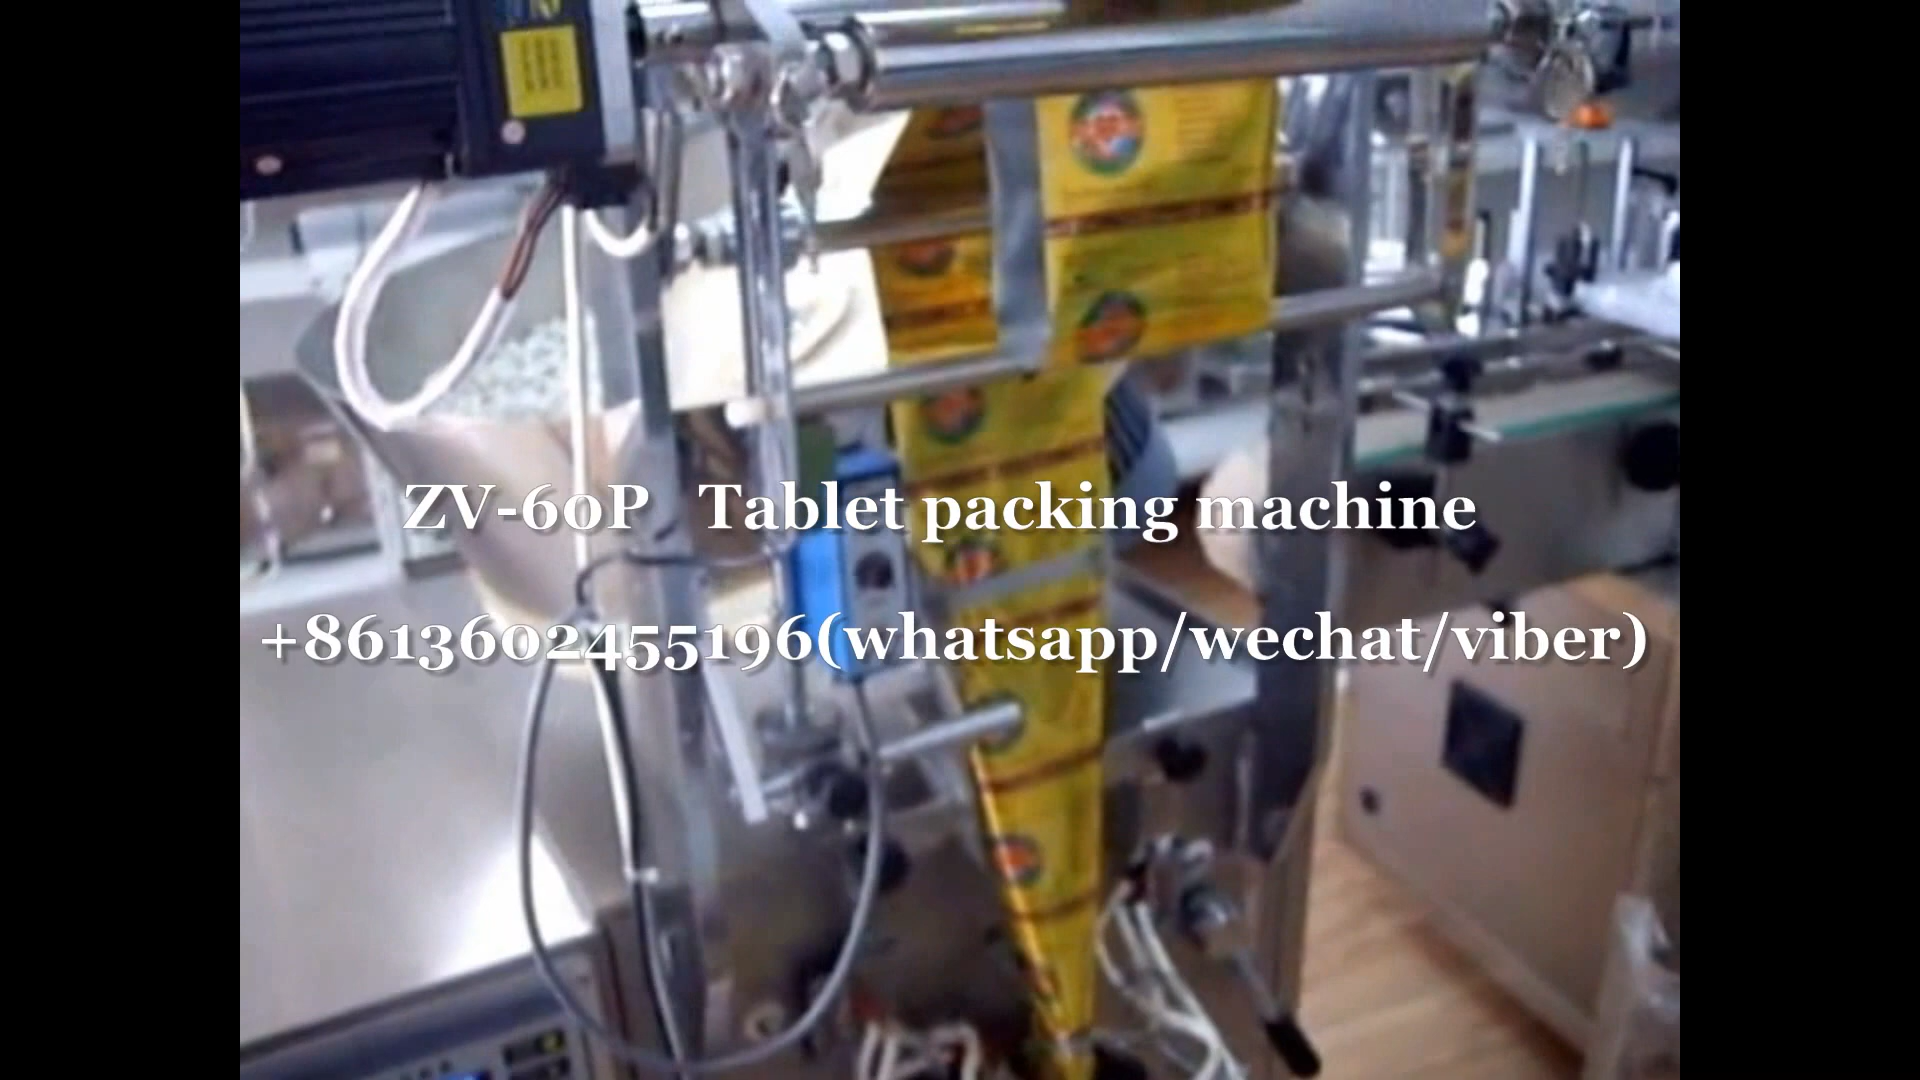 ZV-60P Tablet packing machine
+8613602455196(whatsapp/wechat/viber)